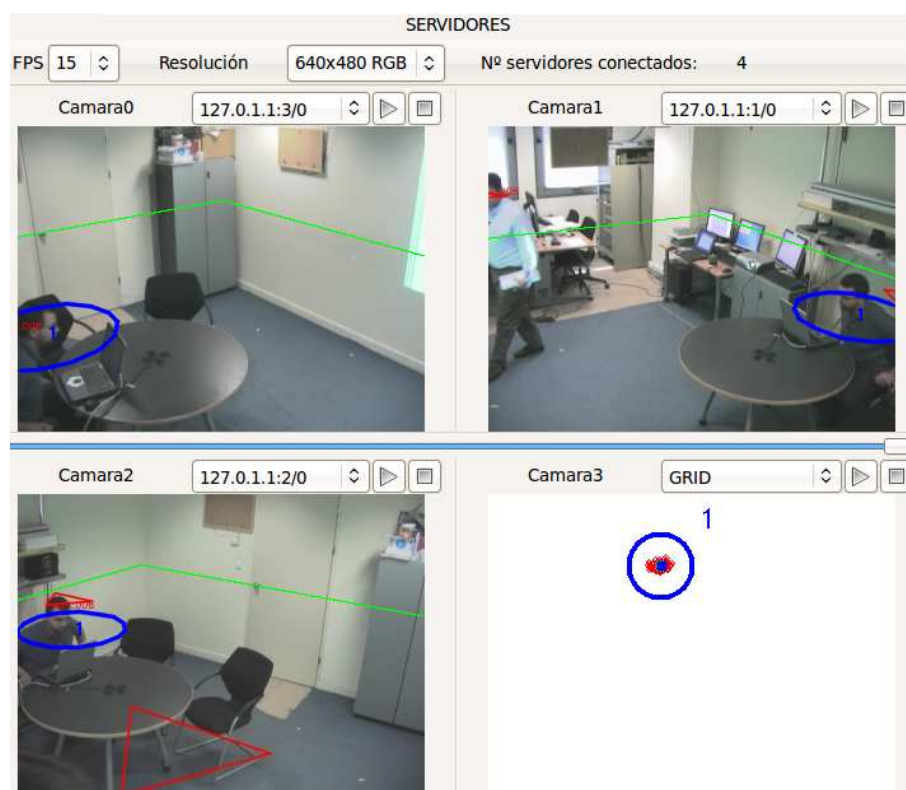 SERVIDORES
FPS 15 Resolución 640x480 RGB Nº servidores conectados: 4
Camara0 127.0.1.1:3/0 Camara1 127.0.1.1:1/0
1 1
Camara2 127.0.1.1:2/0 Camara3 GRID
1
1